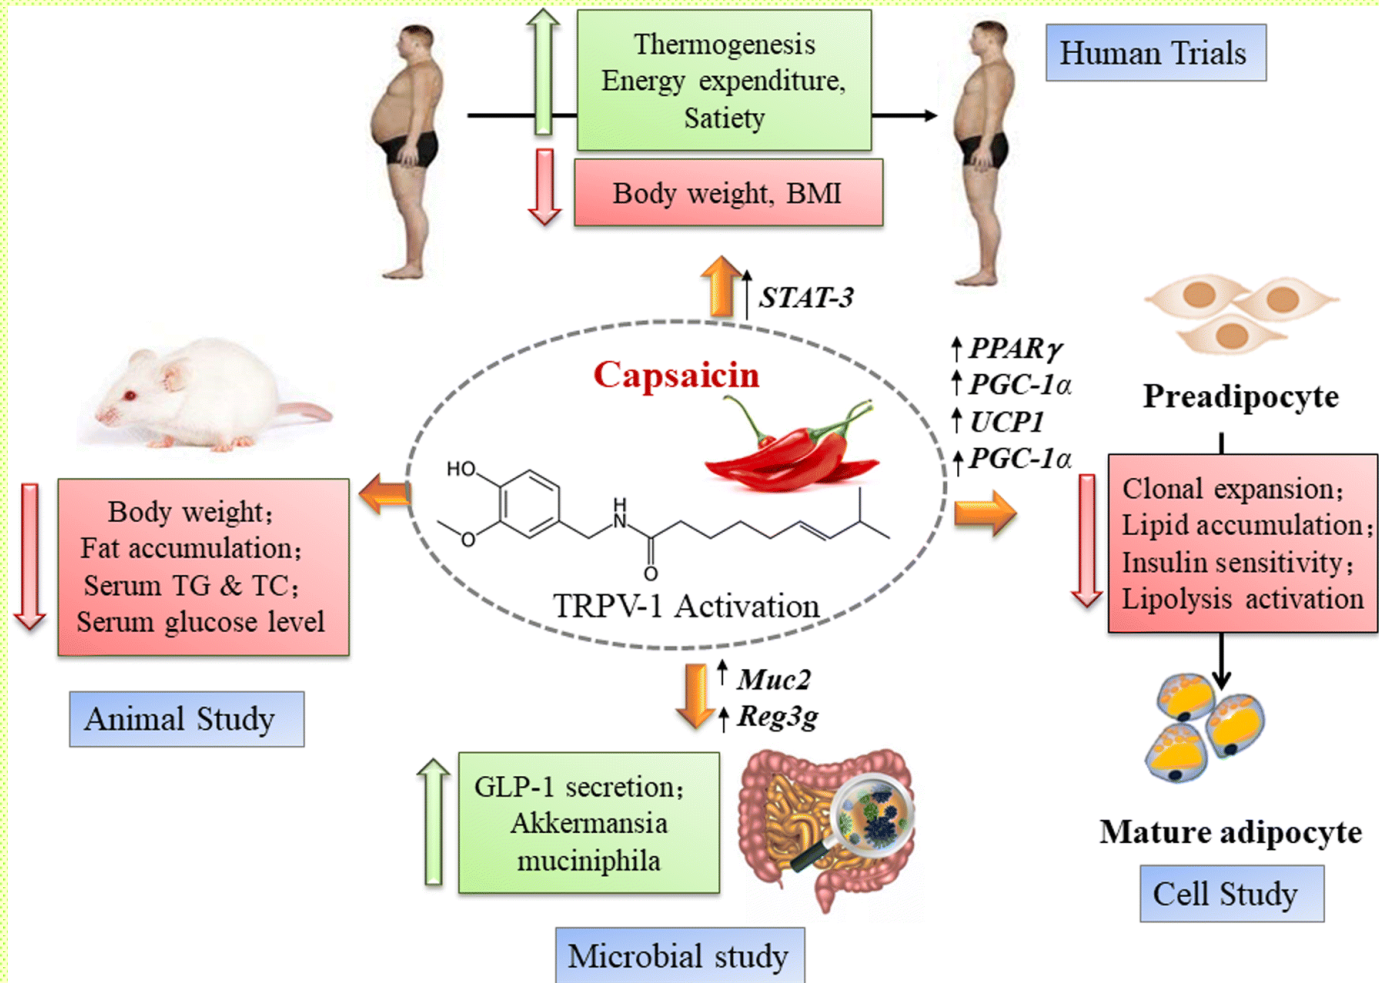 Thermogenesis
Energy expenditure,
Satiety
Human Trials
Body weight, BMI
STAT-3
Capsaicin
HO
O
H
N
O
TRPV-1 Activation
PPARγ
PGC-1α
UCP1
PGC-1α
Preadipocyte
Clonal expansion；
Lipid accumulation；
Insulin sensitivity；
Lipolysis activation
Mature adipocyte
Cell Study
Body weight；
Fat accumulation；
Serum TG & TC；
Serum glucose level
Animal Study
Muc2
Reg3g
GLP-1 secretion；
Akkermansia
muciniphila
Microbial study